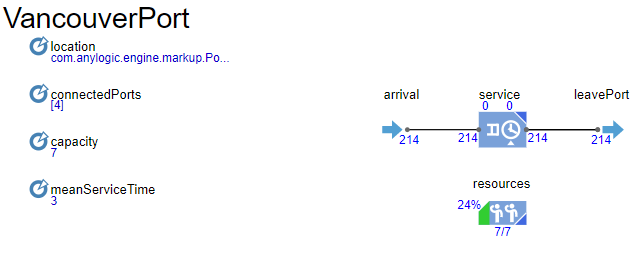 VancouverPort
location
com.anylogic.engine.markup.Po...
connectedPorts
[4]
capacity
7
meanServiceTime
3
arrival
service
leavePort
0 0
214
214
214
214
resources
24%
7/7